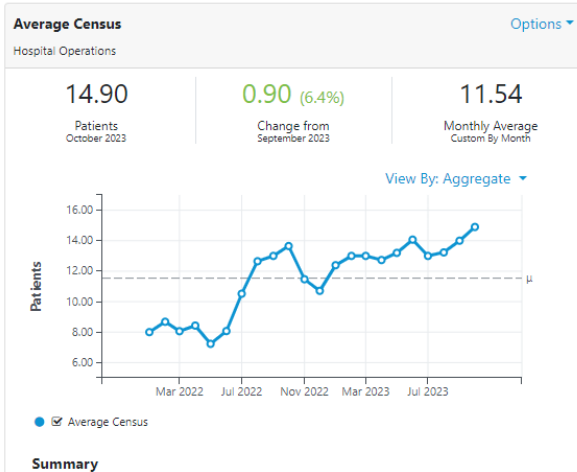 Average Census
Options
Hospital Operations
14.90
0.90 (6.4%)
11.54
Patients
Change from
Monthly Average
October 2023
September 2023
Custom By Month
View By: Aggregate
16.00
14.00
12.00
10.00
8.00
6.00
Patients
μ
Mar 2022
Jul 2022
Nov 2022
Mar 2023
Jul 2023
Average Census
Summary